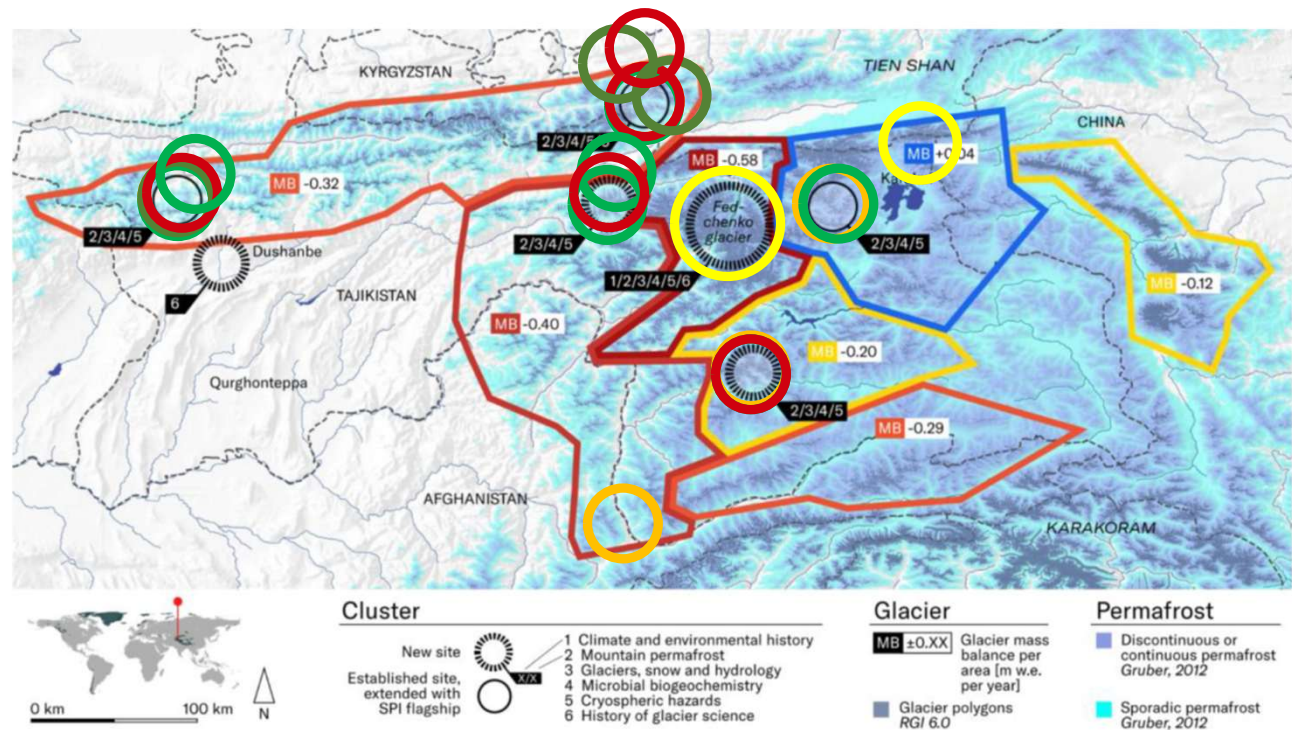 KYRGYZSTAN
TIEN SHAN
CHINA
2/3/4/5
MB -0.58
MB +0.04
MB -0.32
Fed-
chenko
glacier
2/3/4/5
2/3/4/5
2/3/4/5
Dushanbe
1/2/3/4/5/6
MB -0.12
6
TAJIKISTAN
MB -0.40
MB -0.20
Qurghonteppa
2/3/4/5
MB -0.29
AFGHANISTAN
KARAKORAM
0 km
100 km
N
Cluster
New site
Established site,
extended with
SPI flagship
X/X
1 Climate and environmental history
2 Mountain permafrost
3 Glaciers, snow and hydrology
4 Microbial biogeochemistry
5 Cryospheric hazards
6 History of glacier science
Glacier
MB ±0.XX
Glacier mass
balance per
area [m w.e.
per year]
Glacier polygons
RGI 6.0
Permafrost
Discontinuous or
continuous permafrost
Gruber, 2012
Sporadic permafrost
Gruber, 2012